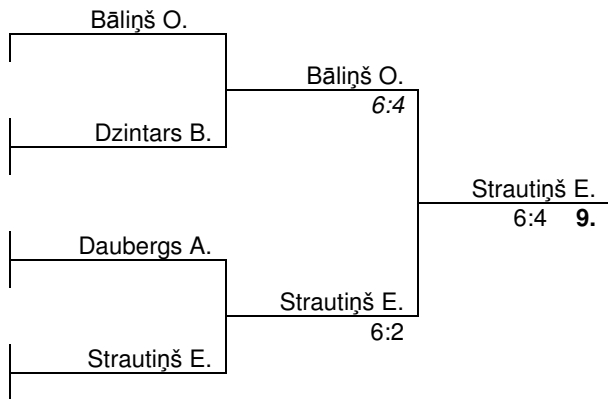 Bāliņš O.
Bāliņš O.
6:4
Dzintars B.
Strautiņš E.
6:4 9.
Daubergs A.
Strautiņš E.
6:2
Strautiņš E.